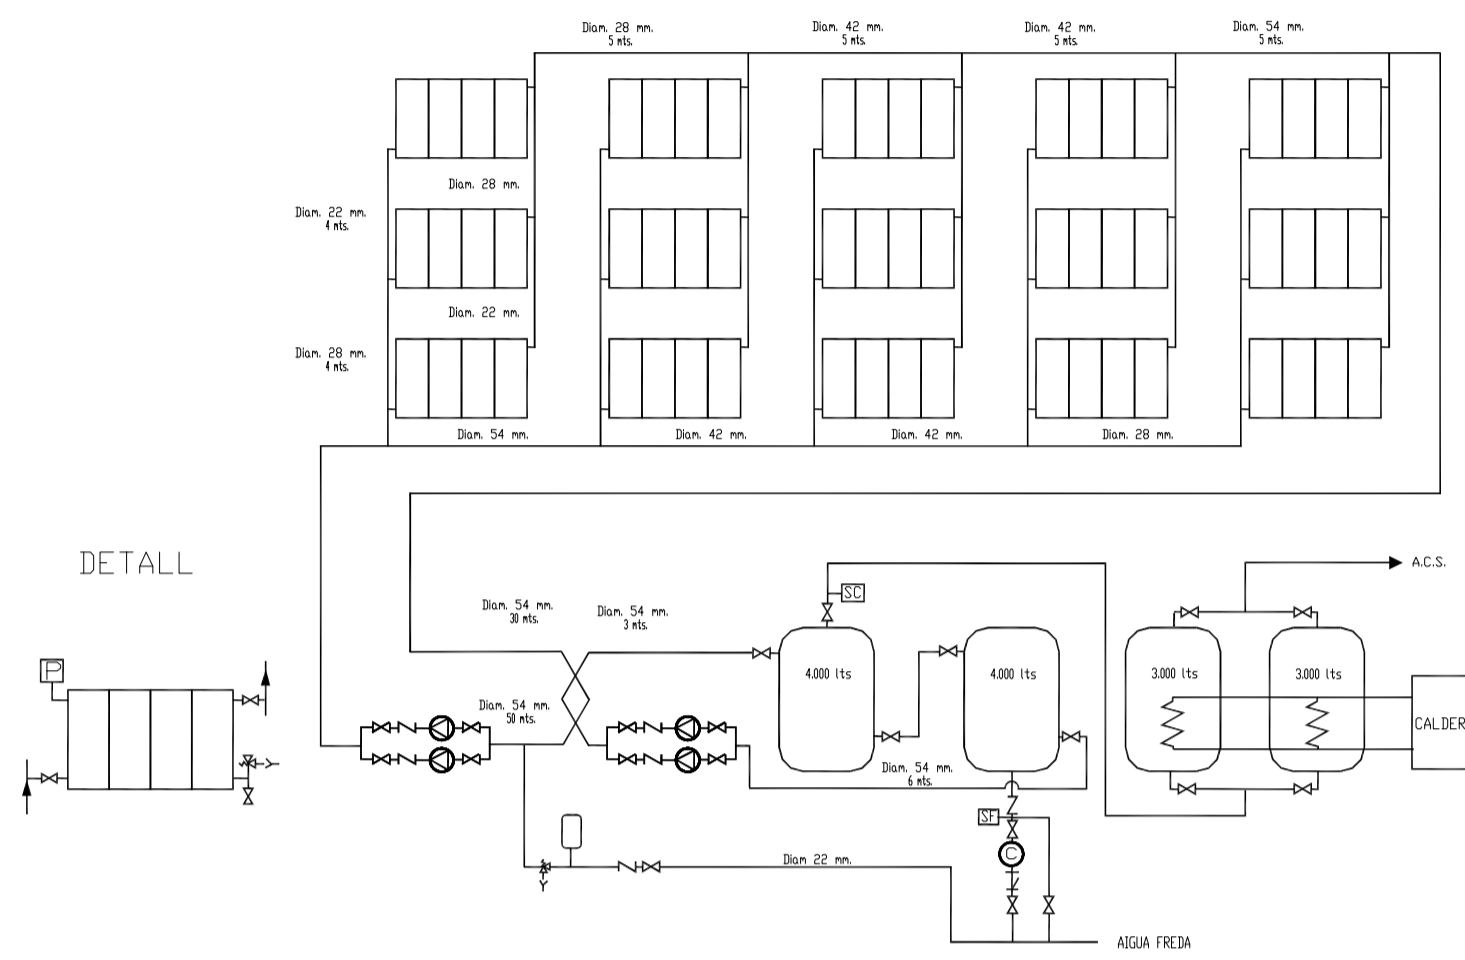 Diam. 28 mm.
5 mts.
Diam. 42 mm.
5 mts.
Diam. 42 mm.
5 mts.
Diam. 54 mm.
5 mts.
Diam. 28 mm.
Diam. 22 mm.
4 mts.
Diam. 22 mm.
Diam. 28 mm.
4 mts.
Diam. 54 mm.
Diam. 42 mm.
Diam. 42 mm.
Diam. 28 mm.
DETALL
A.C.S.
SC
Diam. 54 mm.
30 mts.
Diam. 54 mm.
3 mts.
P
4.000 lts
4.000 lts
3.000 lts
3.000 lts
Diam. 54 mm.
50 mts.
CALDER
Diam. 54 mm.
6 mts.
SF
C
Diam 22 mm.
AIGUA FREDA